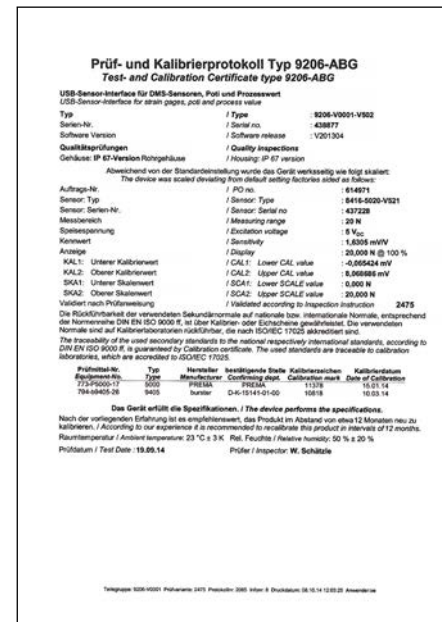 Prüf- und Kalibrierprotokoll Typ 9206-ABG
Test- and Calibration Certificate type 9206-ABG
USB-Sensor-Interface für DMS-Sensoren, Poti und Prozesswert
USB-Sensor-Interface for strain gages, poti and process value
Typ / Type : 9206-V0001-V502
Serien-Nr. / Serial no. : 438877
Software Version / Software release : V201304
Qualitätsprüfungen / Quality inspections
Gehäuse: IP 67-Version Rohrgehäuse / Housing: IP 67 version
Abweichend von der Standardeinstellung wurde das Gerät werksseitig wie folgt skaliert:
The device was scaled deviating from default setting factories sided as follows:
Auftrags-Nr. / PO no. : 614971
Sensor: Typ / Sensor: Type : 8416-5020-V521
Sensor: Serien-Nr. / Sensor: Serial no : 437228
Messbereich / Measuring range : 20 N
Speisespannung / Excitation voltage : 5 VDC
Kennwert / Sensitivity : 1,6305 mV/V
Anzeige / Display : 20,000 N @ 100 %
KAL1: Unterer Kalibrierwert / CAL1: Lower CAL value : -0,065424 mV
KAL2: Oberer Kalibrierwert / CAL2: Upper CAL value : 8,068686 mV
SKA1: Unterer Skalenwert / SCA1: Lower SCALE value : 0,000 N
SKA2: Oberer Skalenwert / SCA2: Upper SCALE value : 20,000 N
Validiert nach Prüfanweisung / Validated according to Inspection instruction 2475
Die Rückführbarkeit der verwendeten Sekundärnormale auf nationale bzw. internationale Normale, entsprechend
der Normenreihe DIN EN ISO 9000 ff, ist über Kalibrier- oder Eichscheine gewährleistet. Die verwendeten
Normale sind auf Kalibrierlaboratorien rückführbar, die nach ISO/IEC 17025 akkreditiert sind.
The traceability of the used secondary standards to the national respectively international standards, according to
DIN EN ISO 9000 ff, is guaranteed by Calibration certificate. The used standards are traceable to calibration
laboratories, which are accredited to ISO/IEC 17025.
Prüfmittel-Nr. Typ Hersteller bestätigende Stelle Kalibrierzeichen Kalibrierdatum
Equipment-No. Type Manufacturer Confirming dept. Calibration mark Date of Calibration
773-P5000-17 5000 PREMA PREMA 11378 15.01.14
794-b9405-26 9405 burster D-K-15141-01-00 10818 10.03.14
Das Gerät erfüllt die Spezifikationen. / The device performs the specifications.
Nach der vorliegenden Erfahrung ist es empfehlenswert, das Produkt im Abstand von etwa12 Monaten neu zu
kalibrieren. / According to our experience it is recommended to recalibrate this product in intervals of 12 months.
Raumtemperatur / Ambient temperature: 23 °C ± 3 K Rel. Feuchte / Relative humidity: 50 % ± 20 %
Prüfdatum / Test Date : 19.09.14 Prüfer / Inspector: W. Schätzle